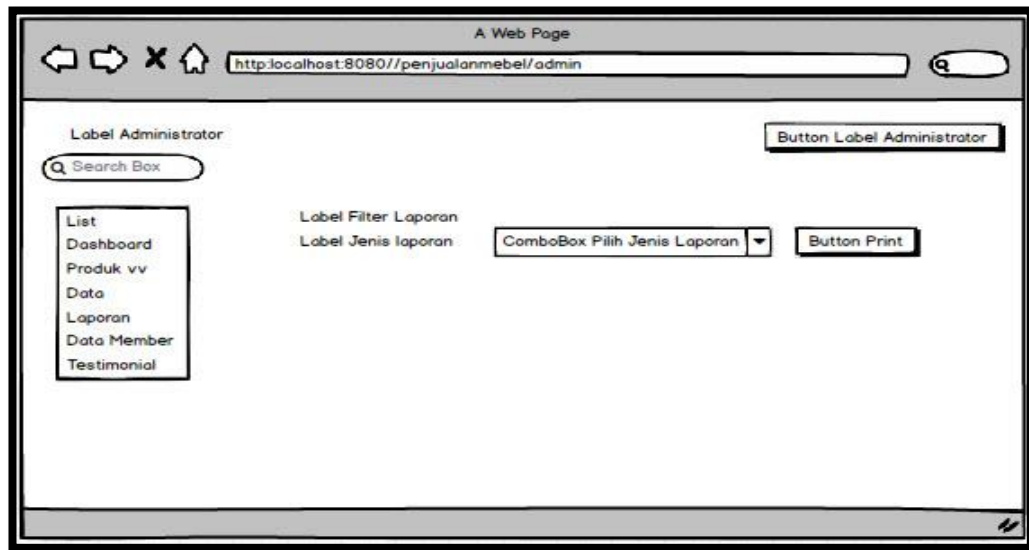 A Web Page
http:localhost:8080//penjualanmebel/admin
Label Administrator
Button Label Administrator
Search Box
List
Dashboard
Produk vv
Data
Laporan
Data Member
Testimonial
Label Filter Laporan
Label Jenis laporan
ComboBox Pilih Jenis Laporan
Button Print